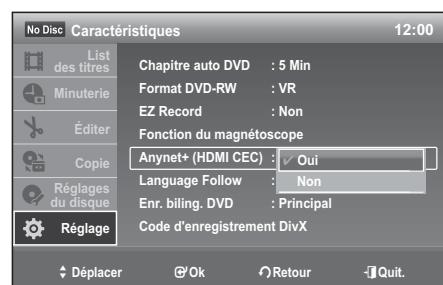 No Disc Caractéristiques 12:00
List des titres
Minuterie
Éditer
Copie
Réglages du disque
Réglage
Chapitre auto DVD : 5 Min
Format DVD-RW : VR
EZ Record : Non
Fonction du magnétoscope
Anynet+ (HDMI CEC) : ✔ Oui
Language Follow : Non
Enr. biling. DVD : Principal
Code d'enregistrement DivX
Déplacer Ok Retour Quit.